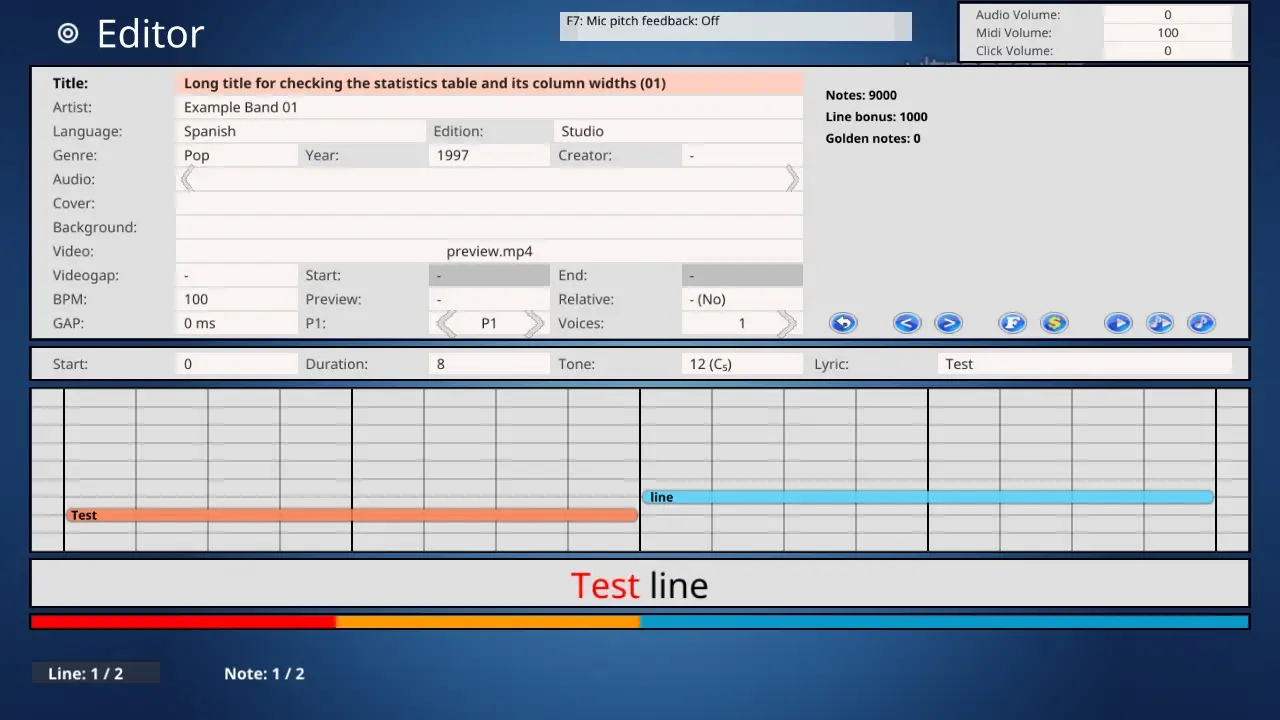 Editor
F7: Mic pitch feedback: Off
Audio Volume: 0
Midi Volume: 100
Click Volume: 0
Title: Long title for checking the statistics table and its column widths (01)
Artist: Example Band 01
Language: Spanish Edition: Studio
Genre: Pop Year: 1997 Creator: -
Audio:
Cover:
Background:
Video: preview.mp4
Videogap: - Start: - End: -
BPM: 100 Preview: - Relative: - (No)
GAP: 0 ms P1: P1 Voices: 1
Notes: 9000
Line bonus: 1000
Golden notes: 0
F S
Start: 0 Duration: 8 Tone: 12 (C₅) Lyric: Test
line
Test
Test line
Line: 1 / 2 Note: 1 / 2